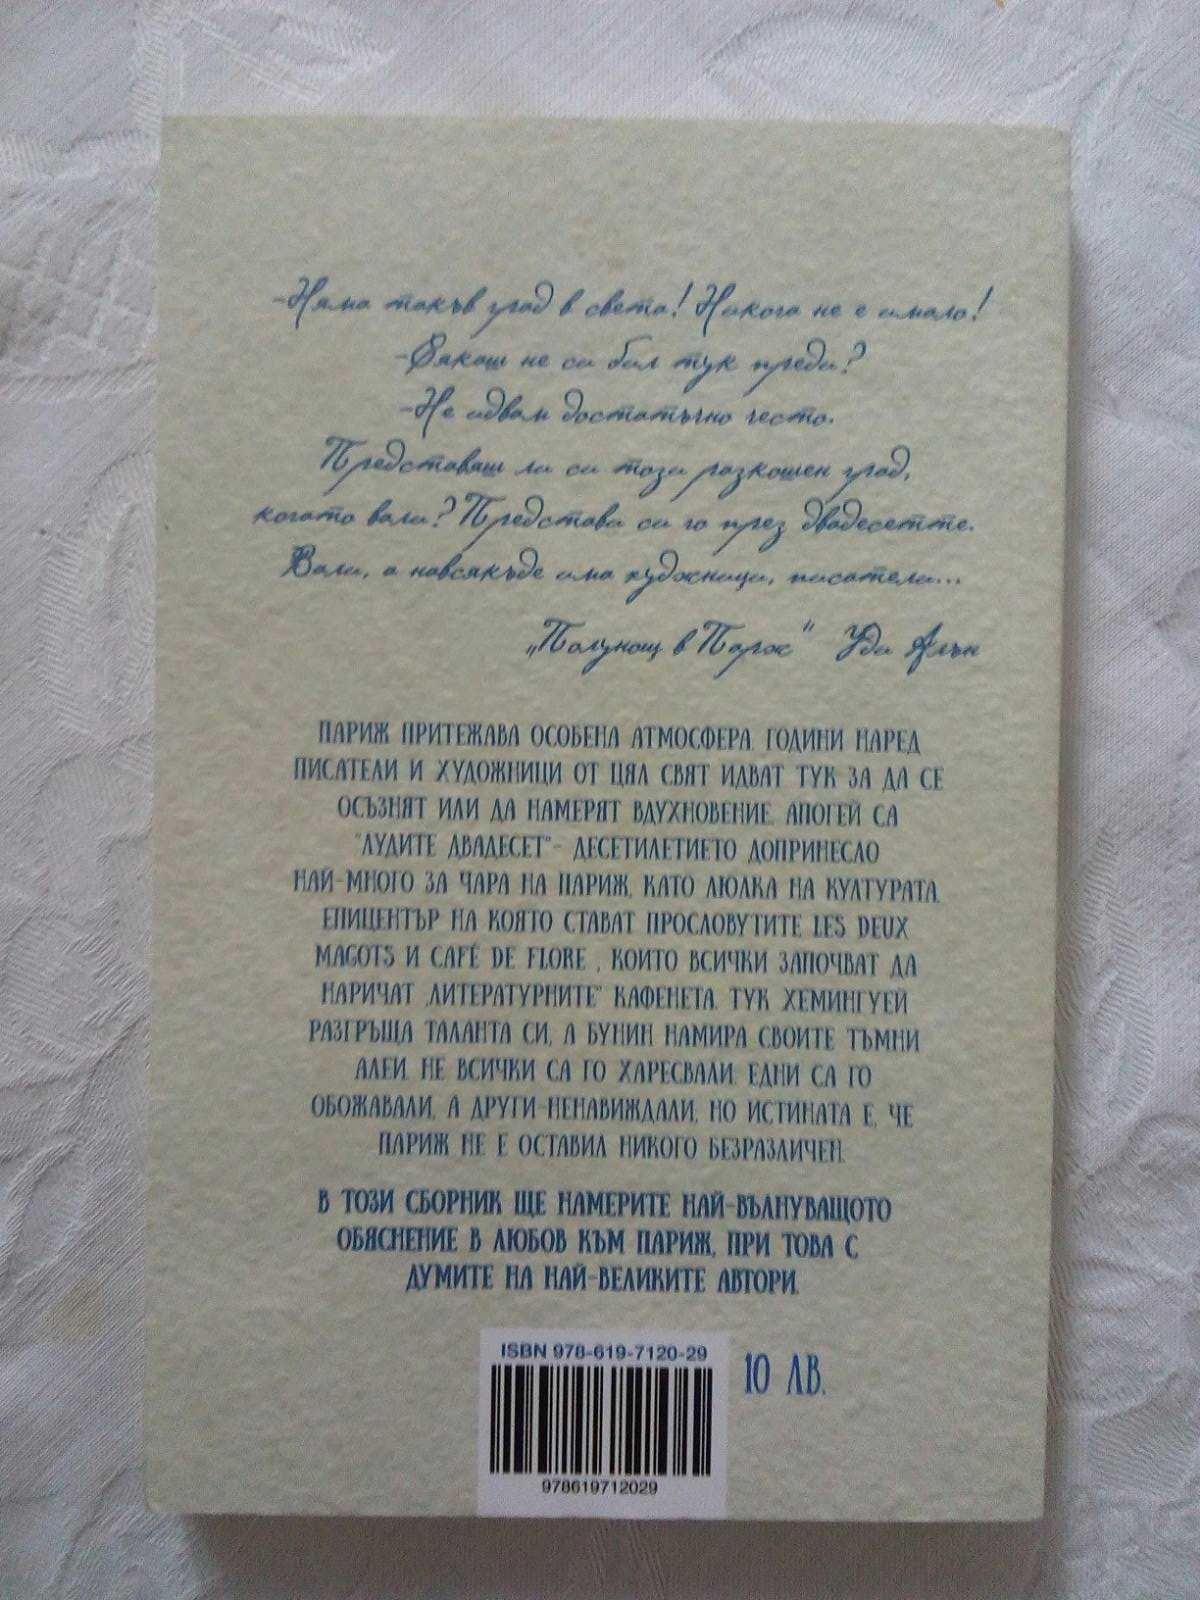 -Няма такъв град в света! Никога не е имало!
-Сякаш не си бил тук преди?
-Не идвам достатъчно често.
Представяш ли си този разкошен град,
когато вали? Представи си го през двадесетте.
Вали, а навсякъде има художници, писатели...
„Полунощ в Париж" Уди Алън
ПАРИЖ ПРИТЕЖАВА ОСОБЕНА АТМОСФЕРА. ГОДИНИ НАРЕД
ПИСАТЕЛИ И ХУДОЖНИЦИ ОТ ЦЯЛ СВЯТ ИДВАТ ТУК ЗА ДА СЕ
ОСЪЗНЯТ ИЛИ ДА НАМЕРЯТ ВДУХНОВЕНИЕ. АПОГЕЙ СА
"ЛУДИТЕ ДВАДЕСЕТ"- ДЕСЕТИЛЕТИЕТО ДОПРИНЕСЛО
НАЙ-МНОГО ЗА ЧАРА НА ПАРИЖ, КАТО ЛЮЛКА НА КУЛТУРАТА,
ЕПИЦЕНТЪР НА КОЯТО СТАВАТ ПРОСЛОВУТИТЕ LES DEUX
MAGOTS И CAFÉ DE FLORE , КОИТО ВСИЧКИ ЗАПОЧВАТ ДА
НАРИЧАТ „ЛИТЕРАТУРНИТЕ" КАФЕНЕТА. ТУК ХЕМИНГУЕЙ
РАЗГРЪЩА ТАЛАНТА СИ, А БУНИН НАМИРА СВОИТЕ ТЪМНИ
АЛЕИ. НЕ ВСИЧКИ СА ГО ХАРЕСВАЛИ. ЕДНИ СА ГО
ОБОЖАВАЛИ, А ДРУГИ-НЕНАВИЖДАЛИ, НО ИСТИНАТА Е, ЧЕ
ПАРИЖ НЕ Е ОСТАВИЛ НИКОГО БЕЗРАЗЛИЧЕН.
В ТОЗИ СБОРНИК ЩЕ НАМЕРИТЕ НАЙ-ВЪЛНУВАЩОТО
ОБЯСНЕНИЕ В ЛЮБОВ КЪМ ПАРИЖ, ПРИ ТОВА С
ДУМИТЕ НА НАЙ-ВЕЛИКИТЕ АВТОРИ.
ISBN 978-619-7120-29
10 ЛВ.
978619712029